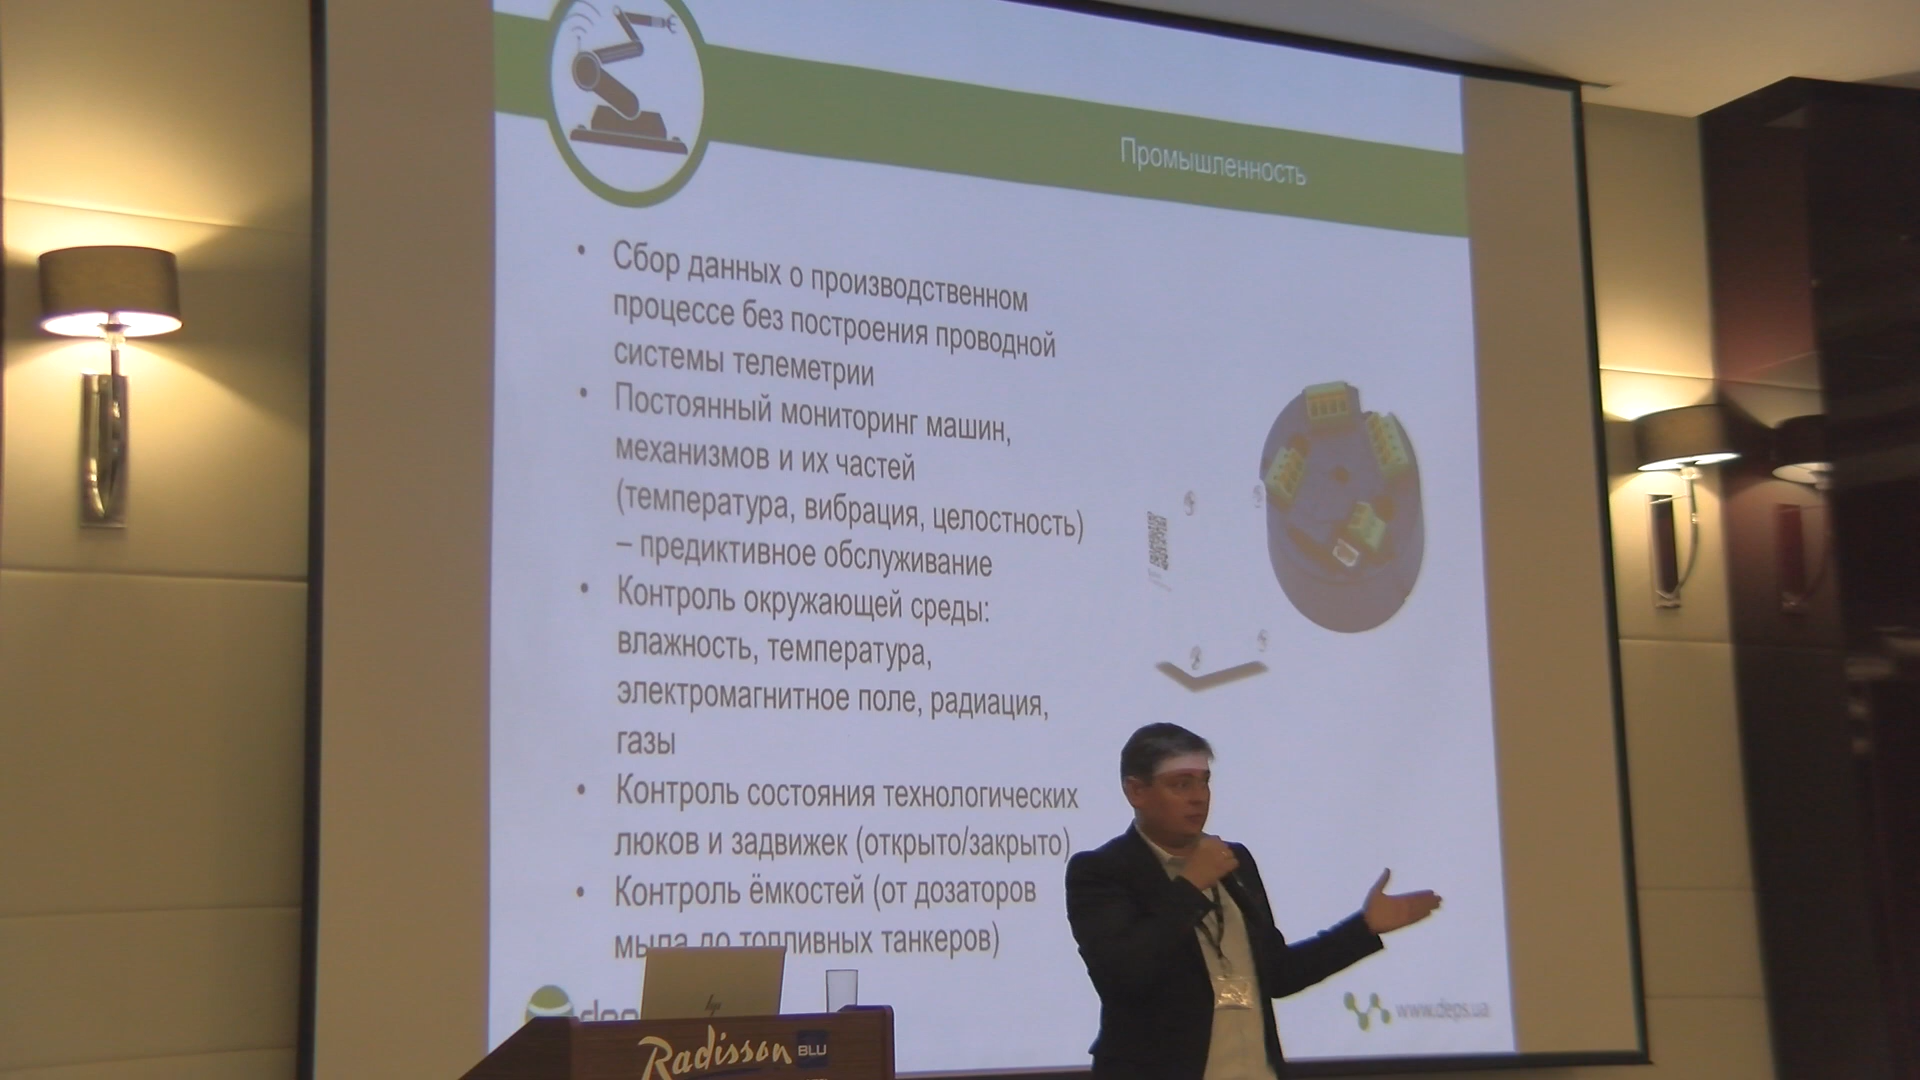 Промышленность
• Сбор данных о производственном
процессе без построения проводной
системы телеметрии
• Постоянный мониторинг машин,
механизмов и их частей
(температура, вибрация, целостность)
– предиктивное обслуживание
• Контроль окружающей среды:
влажность, температура,
электромагнитное поле, радиация,
газы
• Контроль состояния технологических
люков и задвижек (открыто/закрыто)
• Контроль ёмкостей (от дозаторов
мыла до топливных танкеров)
www.deps.ua
hp
Radisson BLU